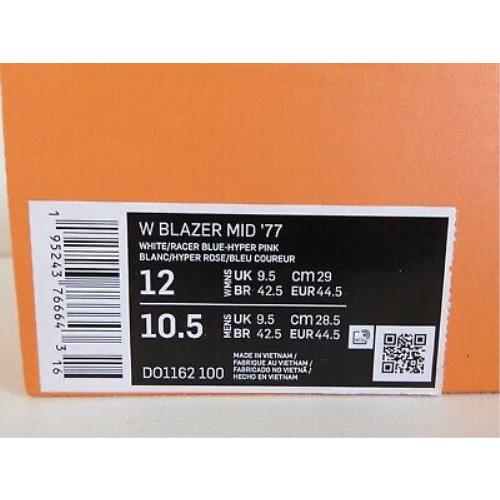 W BLAZER MID '77
WHITE/RACER BLUE-HYPER PINK
BLANC/HYPER ROSE/BLEU COUREUR
12 WMNS UK 9.5 cm 29
BR 42.5 EUR 44.5
10.5 MENS UK 9.5 cm 28.5
BR 42.5 EUR 44.5
DO1162 100
MADE IN VIETNAM /
FABRIQUE AU VIETNAM /
FABRICADO NO VIETNÃ /
HECHO EN VIETNAM
1 95243 76664 3 16